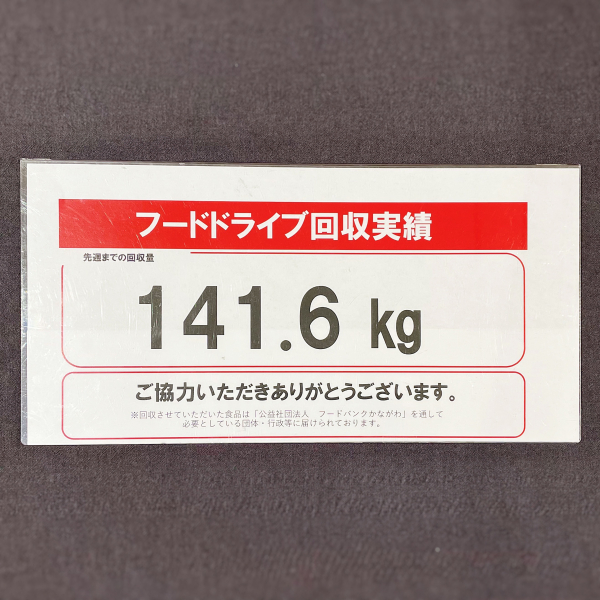 フードドライブ回収実績
先週までの回収量
141.6 kg
ご協力いただきありがとうございます。
※回収させていただいた食品は「公益社団法人　フードバンクかながわ」を通して
必要としている団体・行政等に届けられております。